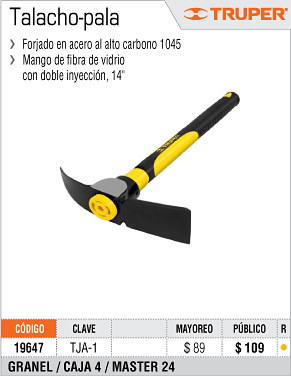 Talacho-pala
TRUPER®
❯ Forjado en acero al alto carbono 1045
❯ Mango de fibra de vidrio
con doble inyección, 14"
TRUPER
CÓDIGO CLAVE MAYOREO PÚBLICO R
19647 TJA-1 $ 89 $ 109 ●
GRANEL / CAJA 4 / MASTER 24